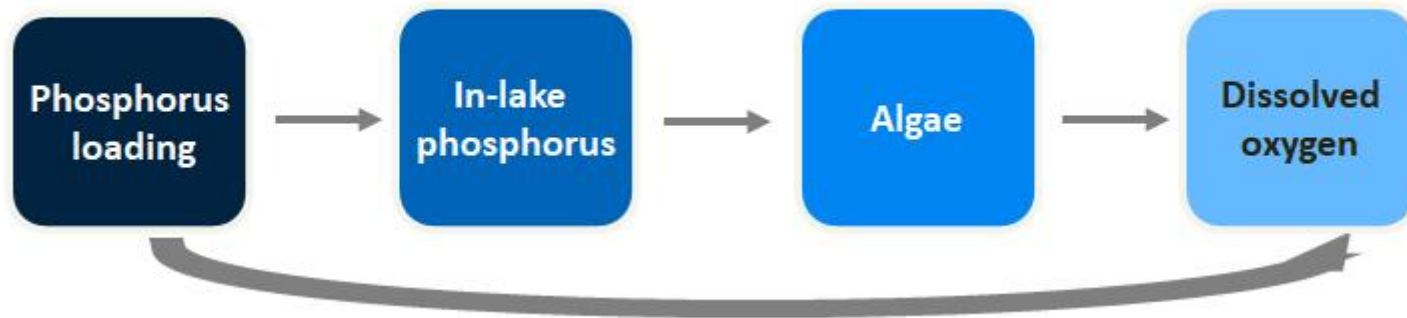 Phosphorus
loading
In-lake
phosphorus
Algae
Dissolved
oxygen